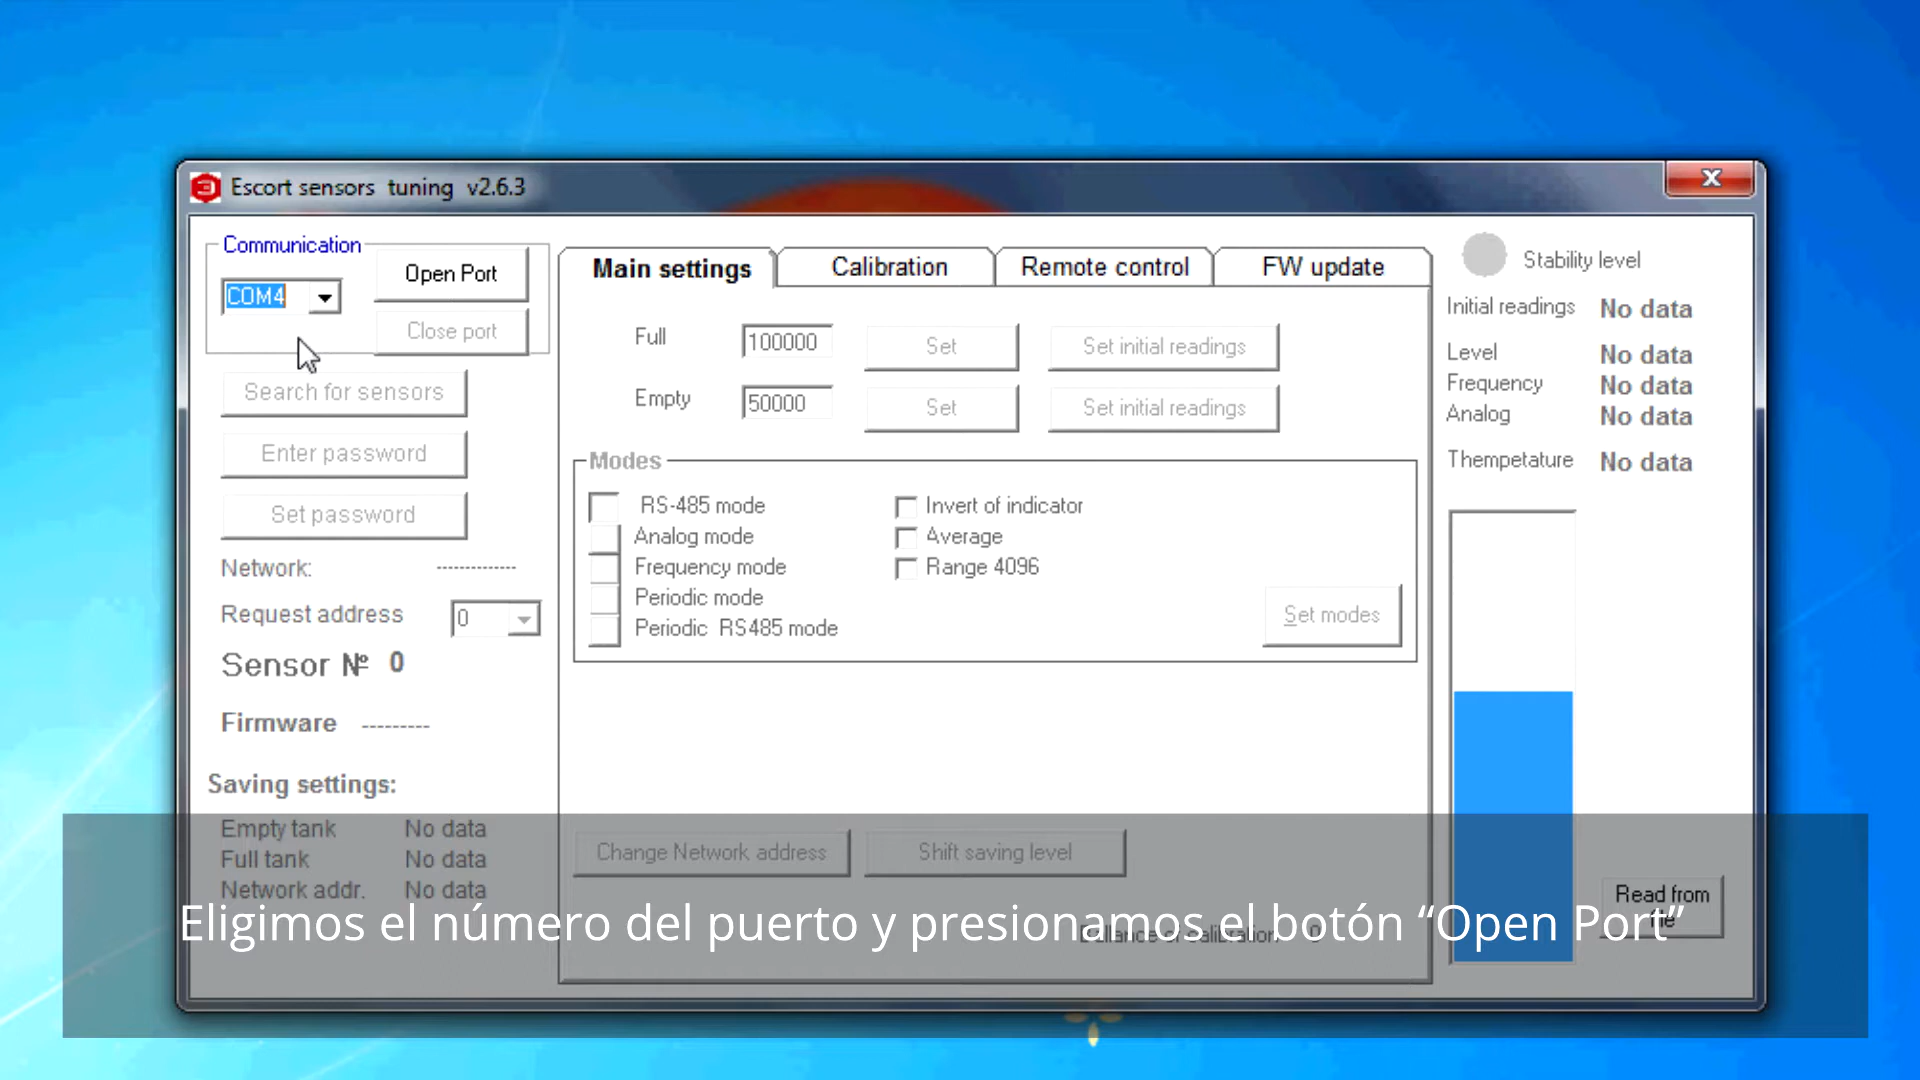 Escort sensors tuning v2.6.3
X
Communication
COM4
Open Port
Close port
Search for sensors
Enter password
Set password
Network: -------------
Request address 0
Sensor № 0
Firmware ---------
Saving settings:
Empty tank No data
Full tank No data
Network addr. No data
Main settings
Calibration
Remote control
FW update
Full 100000 Set Set initial readings
Empty 50000 Set Set initial readings
Modes
RS-485 mode
Analog mode
Frequency mode
Periodic mode
Periodic RS485 mode
Invert of indicator
Average
Range 4096
Set modes
Change Network address
Shift saving level
Ballance of calibration 0
Stability level
Initial readings No data
Level No data
Frequency No data
Analog No data
Thempetature No data
Read from
file
Eligimos el número del puerto y presionamos el botón “Open Port”